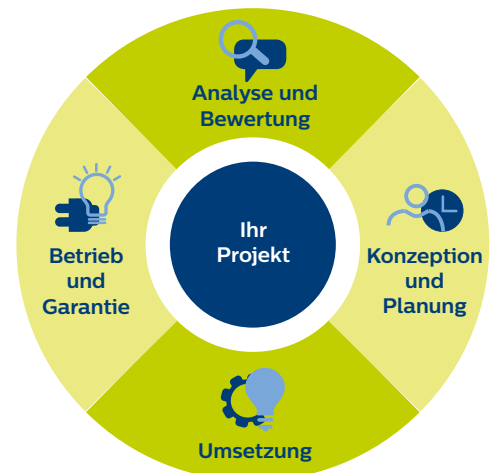 Analyse und
Bewertung
Ihr
Projekt
Konzeption
und
Planung
Umsetzung
Betrieb
und
Garantie